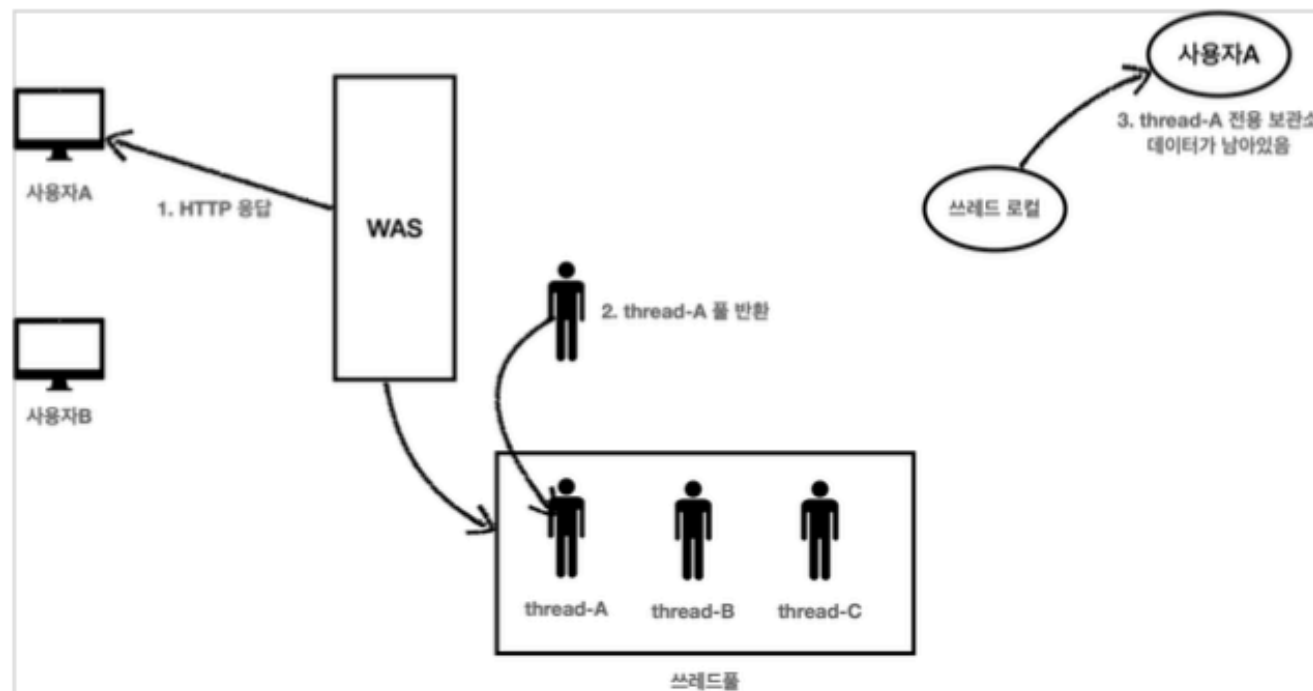 사용자A
3. thread-A 전용 보관소
데이터가 남아있음
쓰레드 로컬
사용자A
1. HTTP 응답
WAS
2. thread-A 풀 반환
사용자B
thread-A
thread-B
thread-C
쓰레드풀